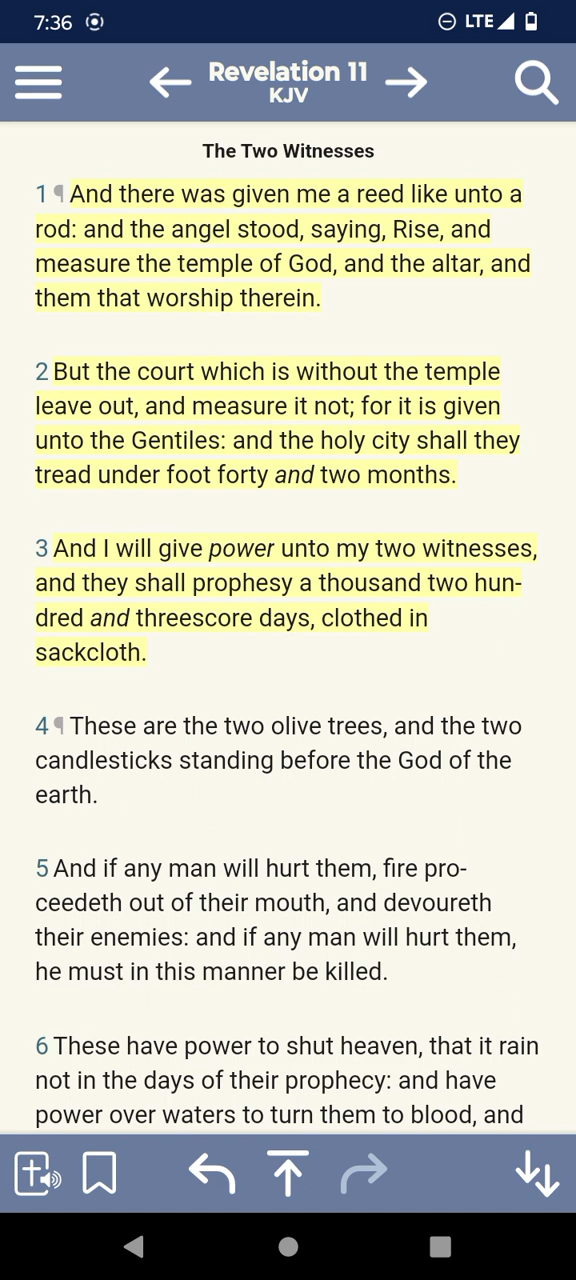 7:36 LTE
Revelation 11
KJV
The Two Witnesses
1 ¶ And there was given me a reed like unto a
rod: and the angel stood, saying, Rise, and
measure the temple of God, and the altar, and
them that worship therein.
2 But the court which is without the temple
leave out, and measure it not; for it is given
unto the Gentiles: and the holy city shall they
tread under foot forty and two months.
3 And I will give power unto my two witnesses,
and they shall prophesy a thousand two hun-
dred and threescore days, clothed in
sackcloth.
4 ¶ These are the two olive trees, and the two
candlesticks standing before the God of the
earth.
5 And if any man will hurt them, fire pro-
ceedeth out of their mouth, and devoureth
their enemies: and if any man will hurt them,
he must in this manner be killed.
6 These have power to shut heaven, that it rain
not in the days of their prophecy: and have
power over waters to turn them to blood, and